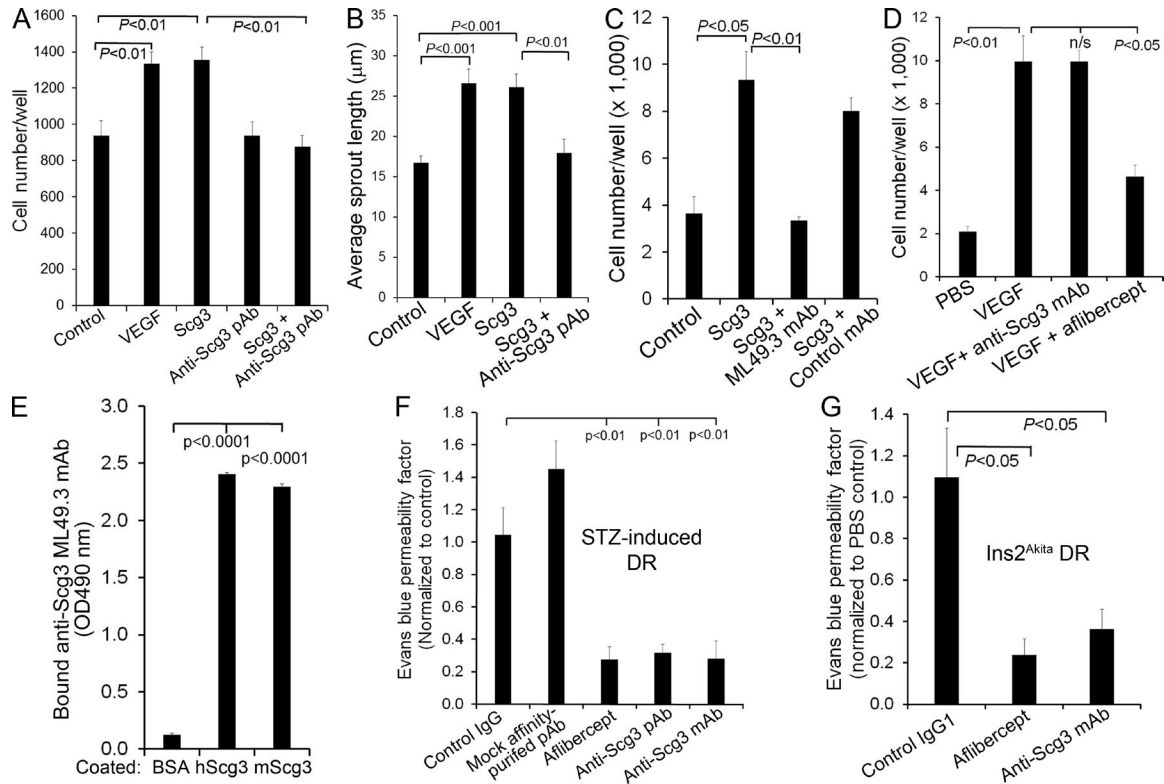 A
P<0.01
P<0.01
P<0.01
Cell number/well
1600
1400
1200
1000
800
600
400
200
0
Control
VEGF
Scg3
Anti-Scg3 pAb
Scg3 +
Anti-Scg3 pAb
B
P<0.001
P<0.001
P<0.01
Average sprout length (µm)
35
30
25
20
15
10
5
0
Control
VEGF
Scg3
Scg3 +
Anti-Scg3 pAb
C
P<0.05
P<0.01
Cell number/well (x 1,000)
12
10
8
6
4
2
0
Control
Scg3
Scg3 +
ML49.3 mAb
Scg3 +
Control mAb
D
P<0.01
n/s
P<0.05
Cell number/well (x 1,000)
12
10
8
6
4
2
0
PBS
VEGF
VEGF+ anti-Scg3 mAb
VEGF + aflibercept
E
p<0.0001
p<0.0001
Bound anti-Scg3 ML49.3 mAb
(OD490 nm)
3.0
2.5
2.0
1.5
1.0
0.5
0.0
Coated: BSA hScg3 mScg3
F
p<0.01 p<0.01 p<0.01
STZ-induced
DR
Evans blue permeability factor
(Normalized to control)
1.8
1.6
1.4
1.2
1.0
0.8
0.6
0.4
0.2
0.0
Control IgG
Mock affinity-
purifed pAb
Aflibercept
Anti-Scg3 pAb
Anti-Scg3 mAb
G
P<0.05
P<0.05
Ins2Akita DR
Evans blue permeability factor
(normalized to PBS control)
1.4
1.2
1.0
0.8
0.6
0.4
0.2
0.0
Control IgG1
Aflibercept
Anti-Scg3 mAb